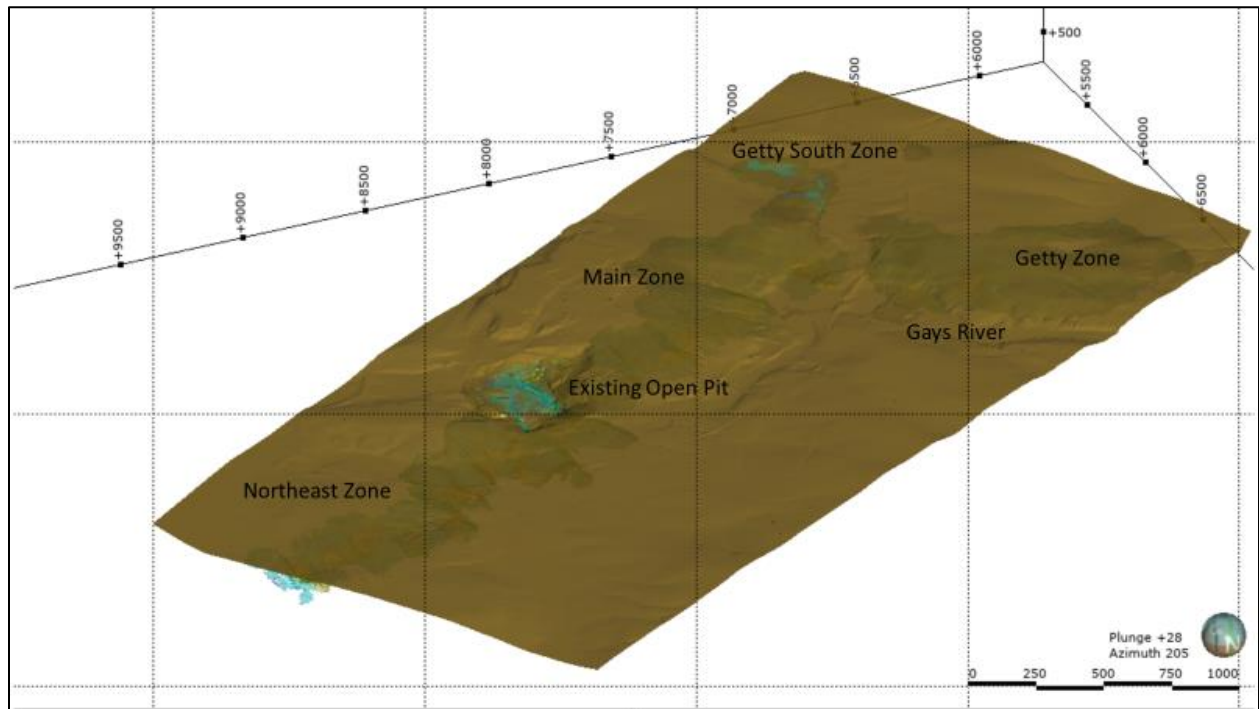 +500
+6000
+5500
+6500
+7000
+6000
+7500
+6500
+8000
+8500
+9000
+9500
Getty South Zone
Getty Zone
Main Zone
Gays River
Existing Open Pit
Northeast Zone
Plunge +28
Azimuth 205
0 250 500 750 1000